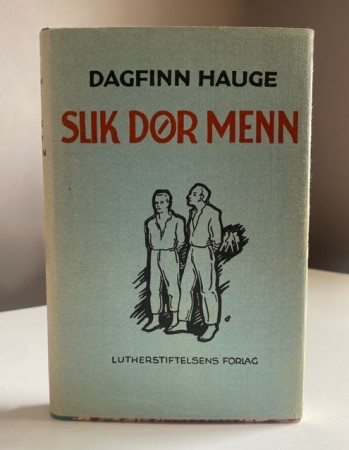 DAGFINN HAUGE
SLIK DØR MENN
LUTHERSTIFTELSENS FORLAG